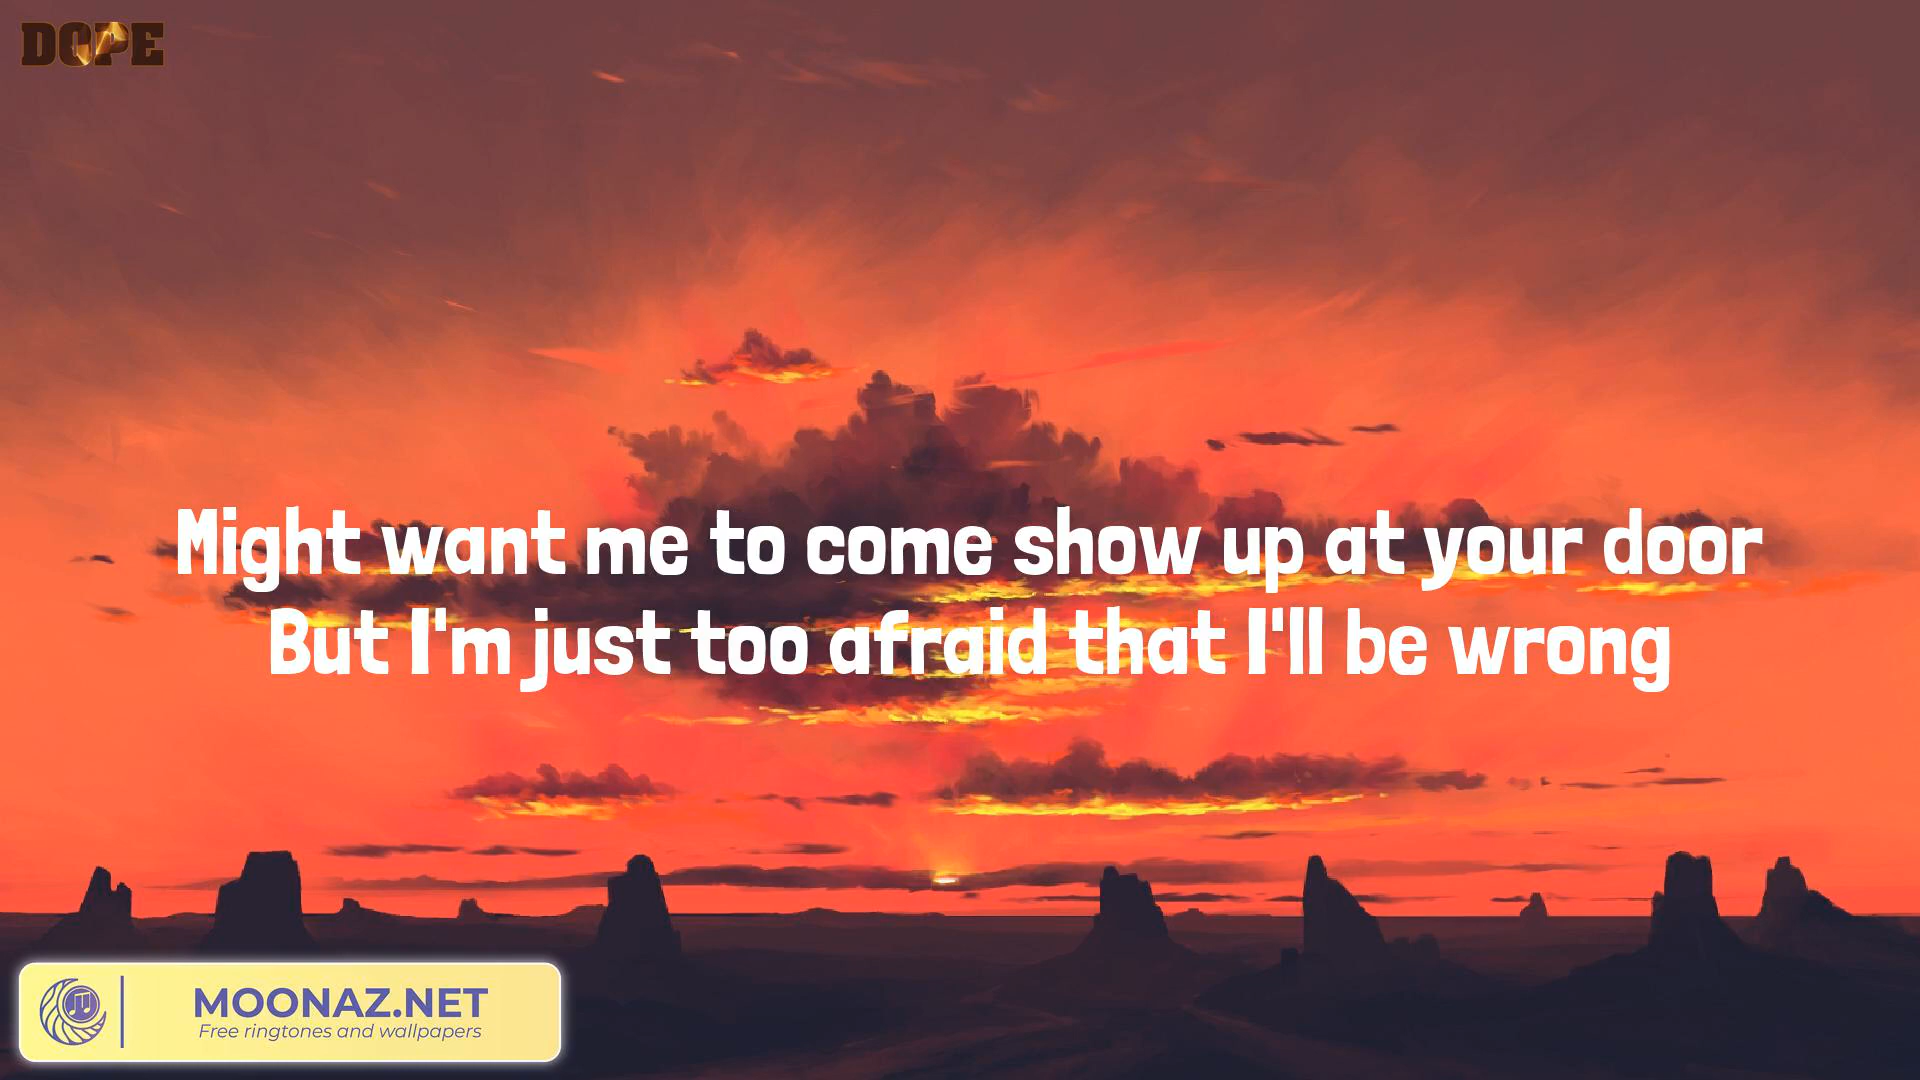 DOPE
Might want me to come show up at your door
But I'm just too afraid that I'll be wrong
MOONAZ.NET
Free ringtones and wallpapers